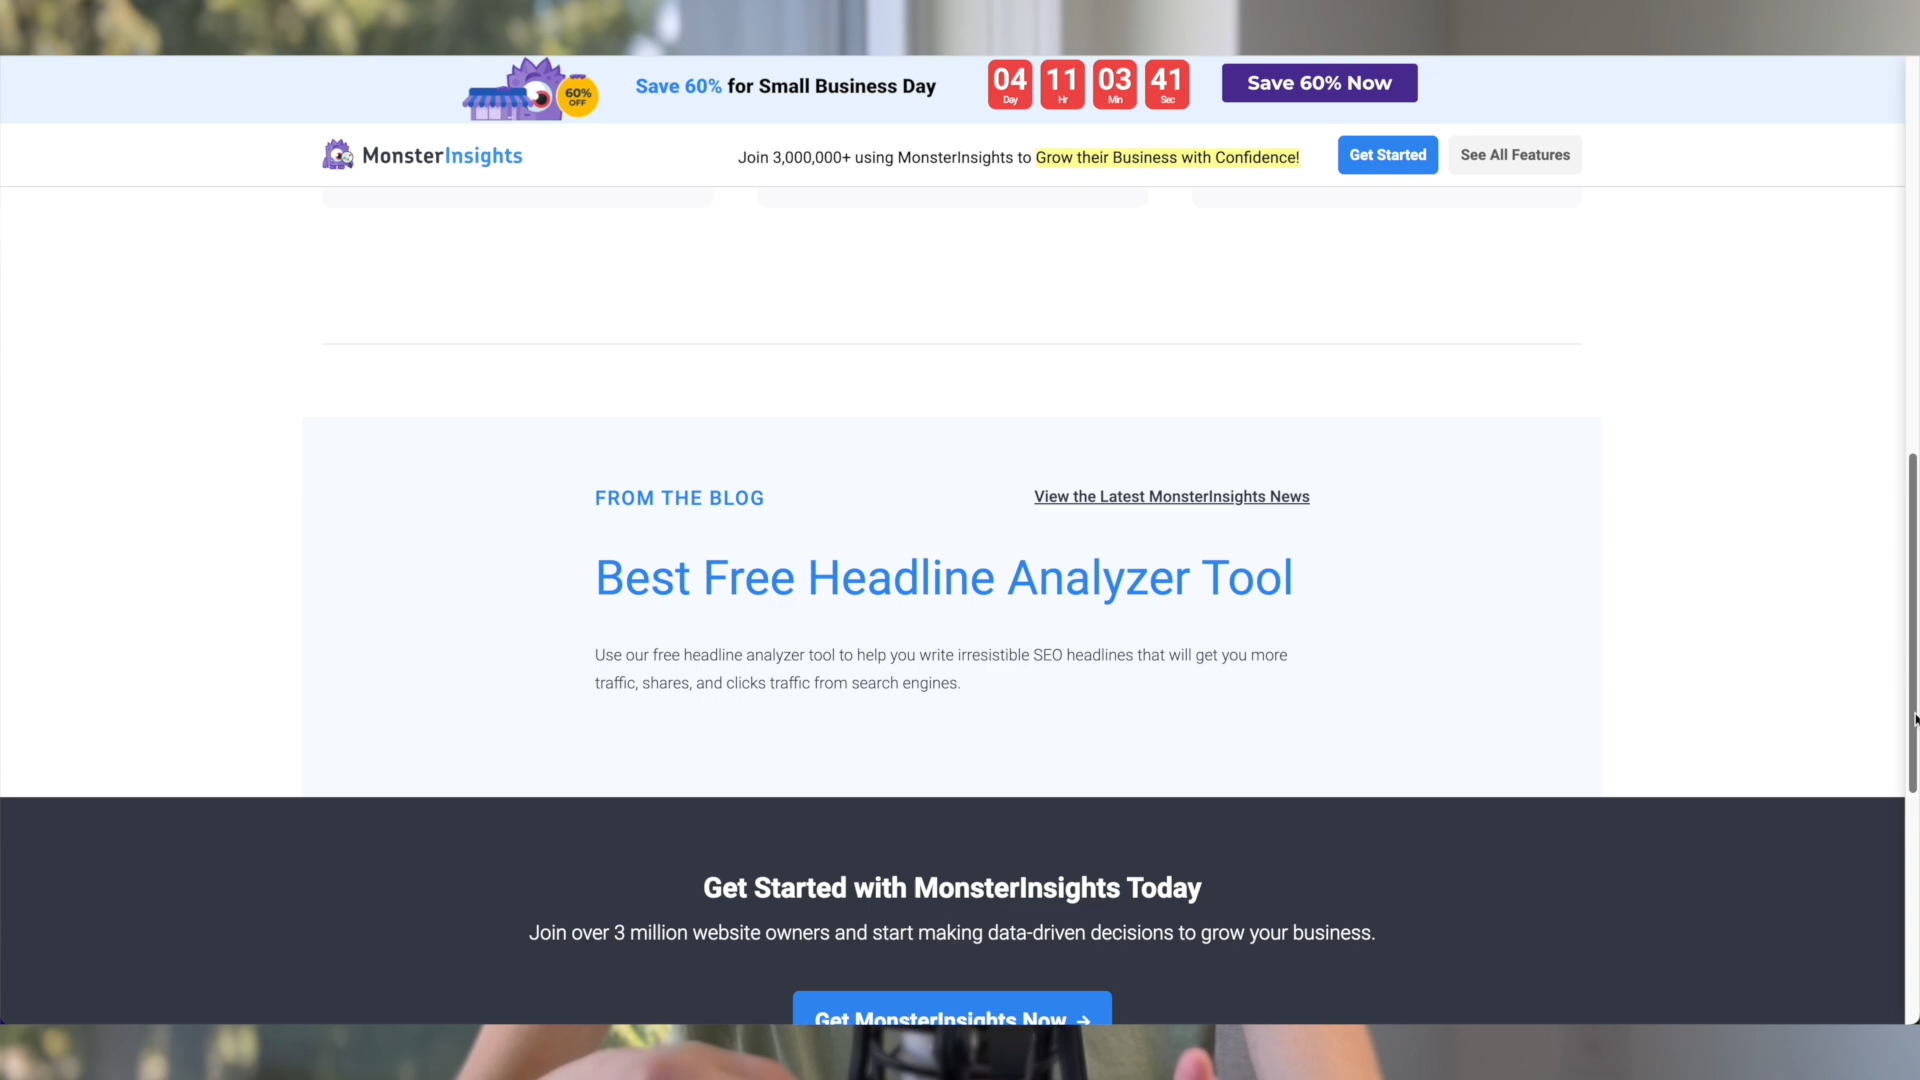 60%
OFF
Save 60% for Small Business Day
04 11 03 41
Day Hr Min Sec
Save 60% Now
MonsterInsights
Join 3,000,000+ using MonsterInsights to Grow their Business with Confidence!
Get Started
See All Features
FROM THE BLOG
View the Latest MonsterInsights News
Best Free Headline Analyzer Tool
Use our free headline analyzer tool to help you write irresistible SEO headlines that will get you more
traffic, shares, and clicks traffic from search engines.
Get Started with MonsterInsights Today
Join over 3 million website owners and start making data-driven decisions to grow your business.
Get MonsterInsights Now →